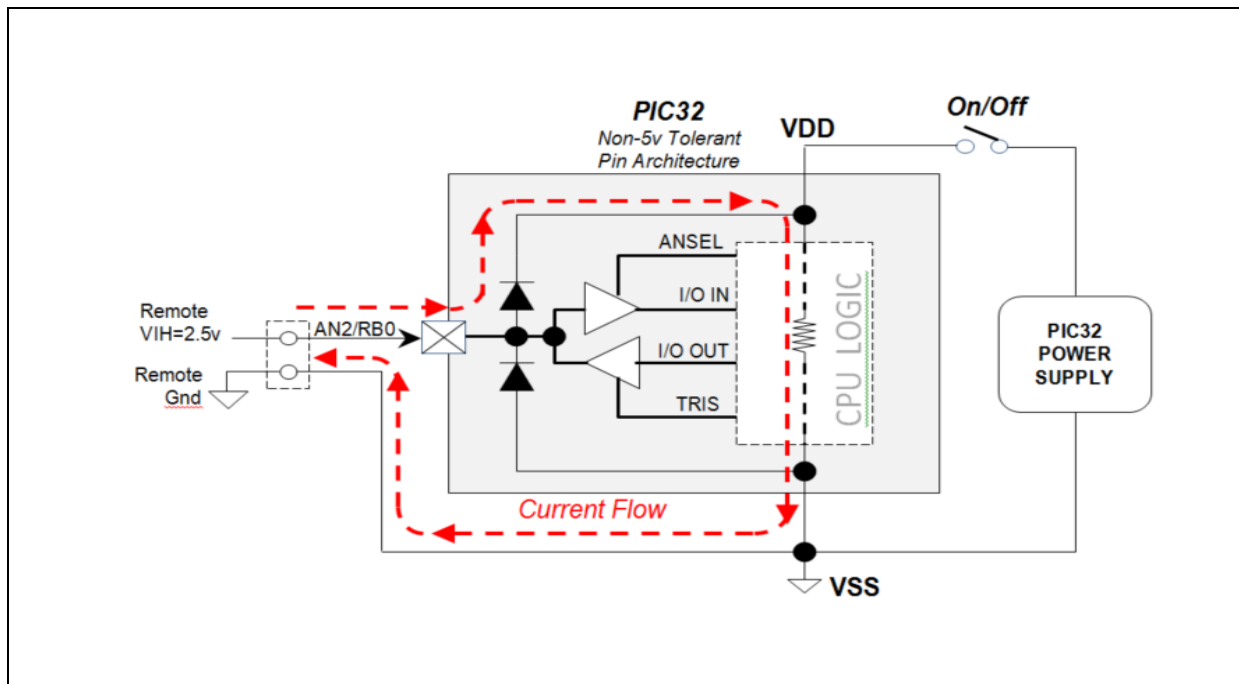 PIC32
Non-5v Tolerant
Pin Architecture
VDD
On/Off
ANSEL
I/O IN
I/O OUT
TRIS
CPU LOGIC
Remote
VIH=2.5v
AN2/RB0
Remote
Gnd
PIC32
POWER
SUPPLY
Current Flow
VSS